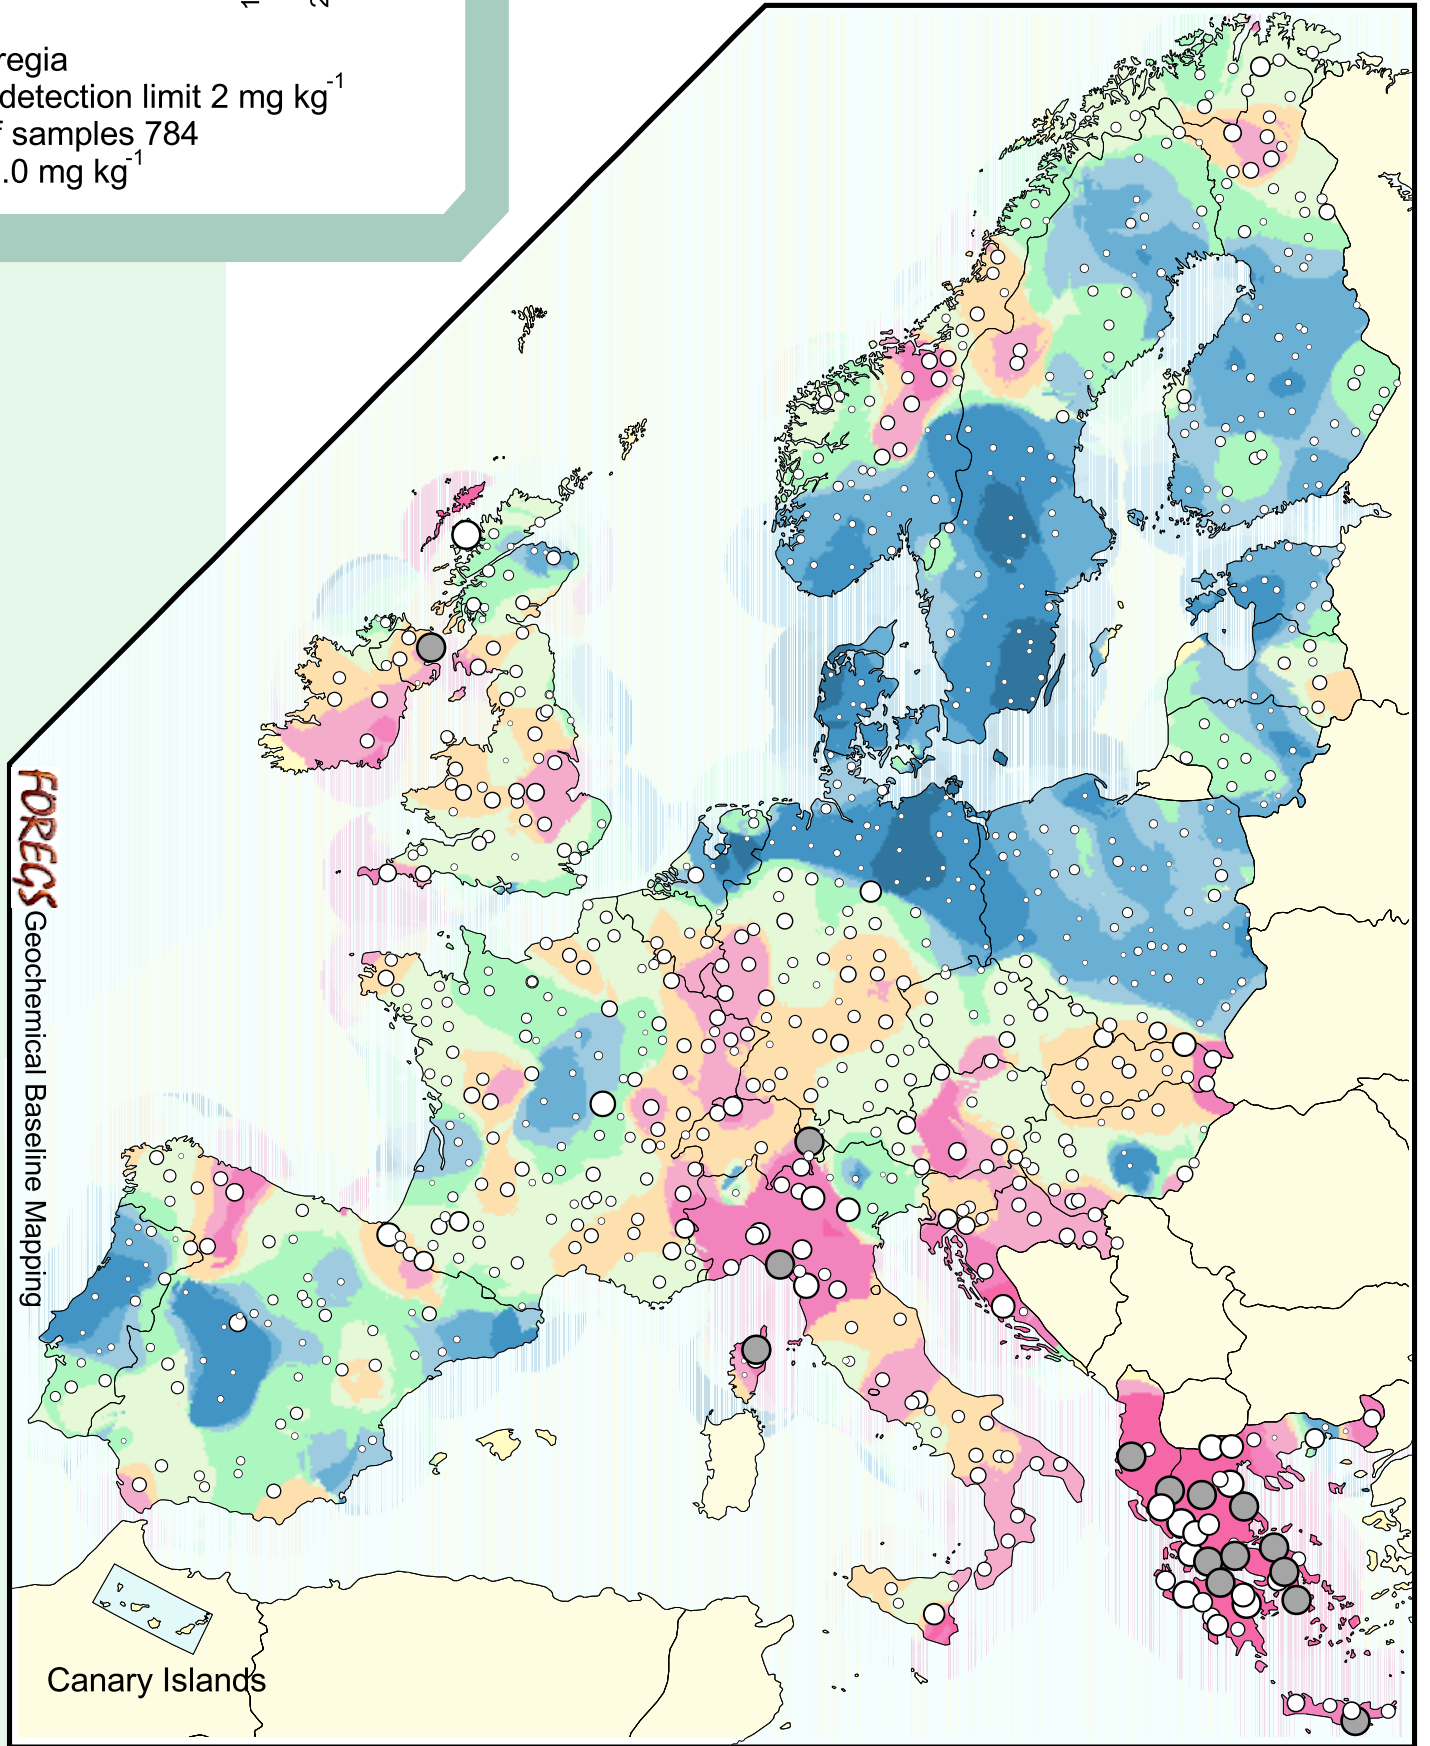 regia
detection limit 2 mg kg-1
f samples 784
.0 mg kg-1
FOREGS Geochemical Baseline Mapping
Canary Islands